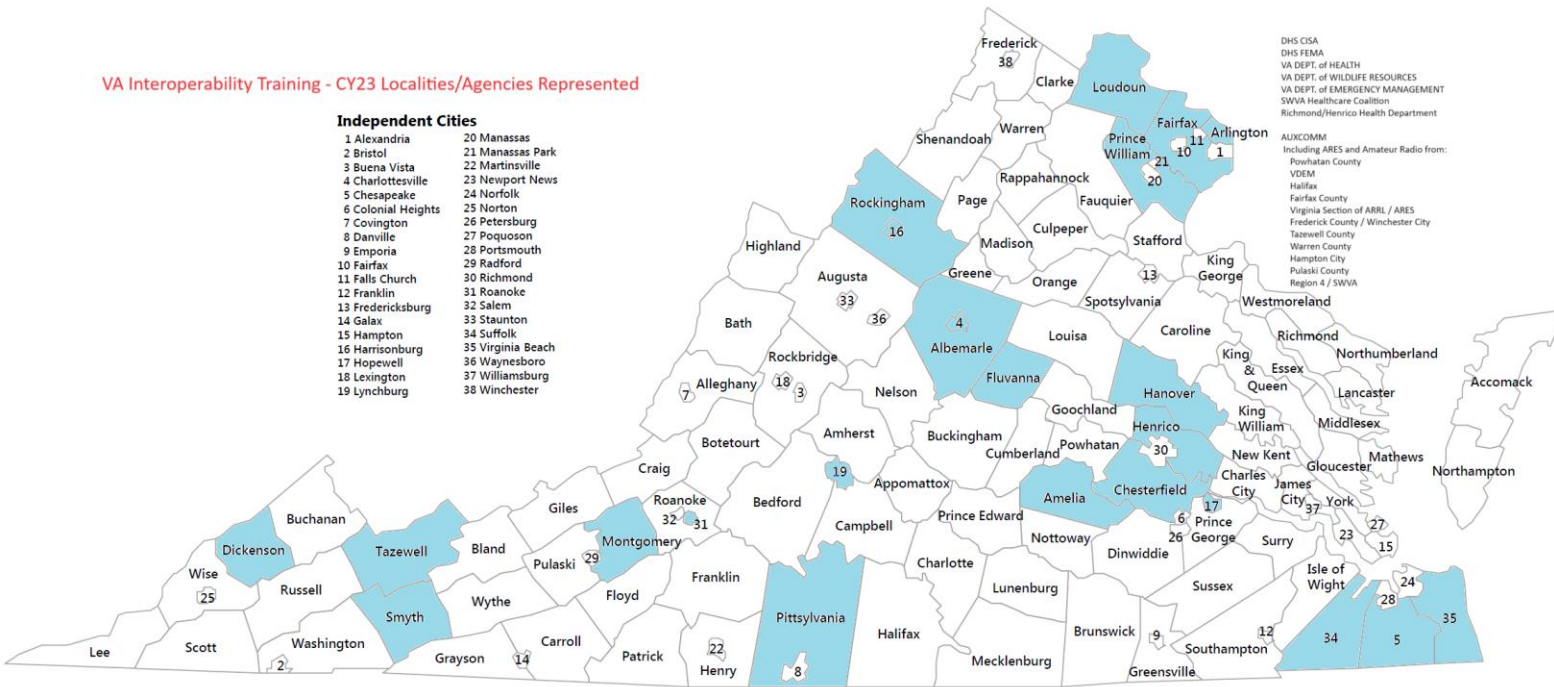 VA Interoperability Training - CY23 Localities/Agencies Represented
Independent Cities
1 Alexandria
2 Bristol
3 Buena Vista
4 Charlottesville
5 Chesapeake
6 Colonial Heights
7 Covington
8 Danville
9 Emporia
10 Fairfax
11 Falls Church
12 Franklin
13 Fredericksburg
14 Galax
15 Hampton
16 Harrisonburg
17 Hopewell
18 Lexington
19 Lynchburg
20 Manassas
21 Manassas Park
22 Martinsville
23 Newport News
24 Norfolk
25 Norton
26 Petersburg
27 Poquoson
28 Portsmouth
29 Radford
30 Richmond
31 Roanoke
32 Salem
33 Staunton
34 Suffolk
35 Virginia Beach
36 Waynesboro
37 Williamsburg
38 Winchester
DHS CISA
DHS FEMA
VA DEPT. of HEALTH
VA DEPT. of WILDLIFE RESOURCES
VA DEPT. of EMERGENCY MANAGEMENT
SWVA Healthcare Coalition
Richmond/Henrico Health Department
AUXCOMM
Including ARES and Amateur Radio from:
Powhatan County
VDEM
Halifax
Fairfax County
Virginia Section of ARRL / ARES
Frederick County / Winchester City
Tazewell County
Warren County
Hampton City
Pulaski County
Region 4 / SWVA
Frederick
38
Clarke
Loudoun
Shenandoah
Warren
Fairfax
Arlington
11
10
1
Prince
William
21
20
Rappahannock
Fauquier
Rockingham
16
Page
Culpeper
Madison
Stafford
Highland
Augusta
33
36
Greene
Orange
13
Spotsylvania
King
George
Westmoreland
Bath
4
Albemarle
Louisa
Caroline
Richmond
Northumberland
Rockbridge
18
3
Alleghany
7
Nelson
Fluvanna
Hanover
King
&
Queen
Essex
Lancaster
Accomack
Goochland
Henrico
King
William
Middlesex
Botetourt
Amherst
Buckingham
Cumberland
Powhatan
30
New Kent
Gloucester
Mathews
Northampton
Craig
19
Appomattox
Amelia
Chesterfield
Charles
City
James
City
37
York
Roanoke
32
31
Bedford
Campbell
Prince Edward
Nottoway
6
26
17
Prince
George
23
27
15
Giles
Buchanan
Dickenson
Tazewell
Bland
Pulaski
29
Montgomery
Charlotte
Dinwiddie
Surry
Isle of
Wight
24
28
Wise
25
Russell
Smyth
Wythe
Floyd
Franklin
Pittsylvania
8
Halifax
Lunenburg
Sussex
Lee
Scott
Washington
2
Grayson
14
Carroll
Patrick
22
Henry
Mecklenburg
Brunswick
9
Greensville
Southampton
12
34
5
35